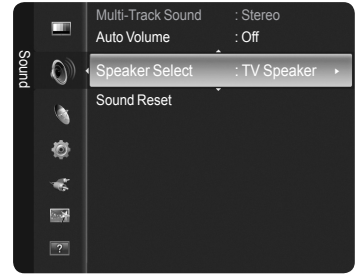 Sound
Multi-Track Sound : Stereo
Auto Volume : Off
Speaker Select : TV Speaker
Sound Reset
?